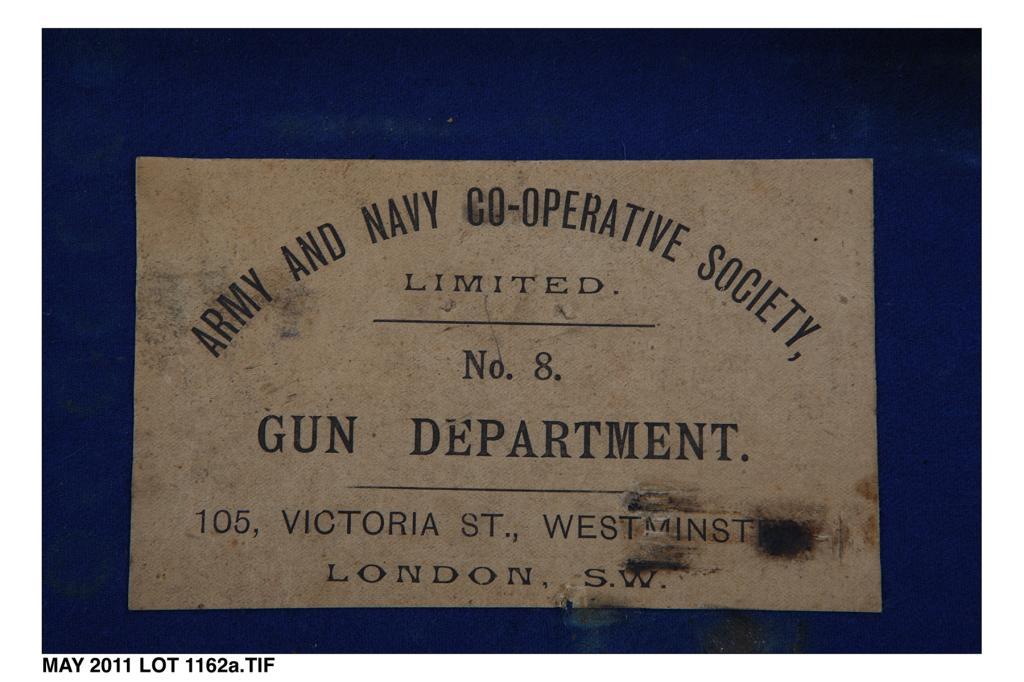 ARMY AND NAVY CO-OPERATIVE SOCIETY,
LIMITED.
No. 8.
GUN DEPARTMENT.
105, VICTORIA ST., WESTMINST
LONDON, S.W.
MAY 2011 LOT 1162a.TIF